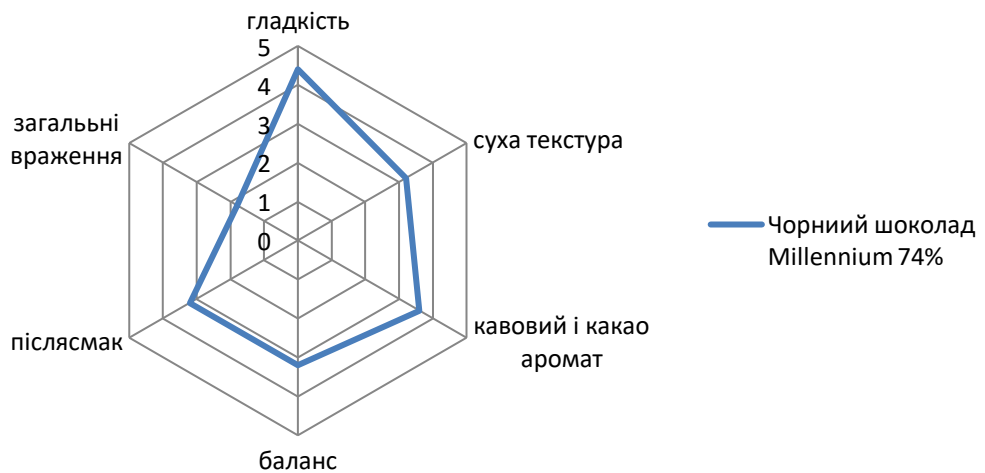 гладкість
5
4
3
2
1
0
загальньні
враження
суха текстура
Чорниий шоколад
Millennium 74%
післясмак
кавовий і какао
аромат
баланс